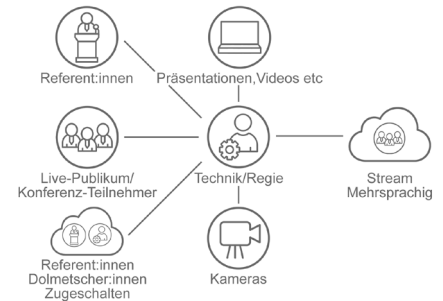 Referent:innen
Präsentationen,Videos etc
Live-Publikum/
Konferenz-Teilnehmer
Technik/Regie
Stream
Mehrsprachig
Referent:innen
Dolmetscher:innen
Zugeschalten
Kameras